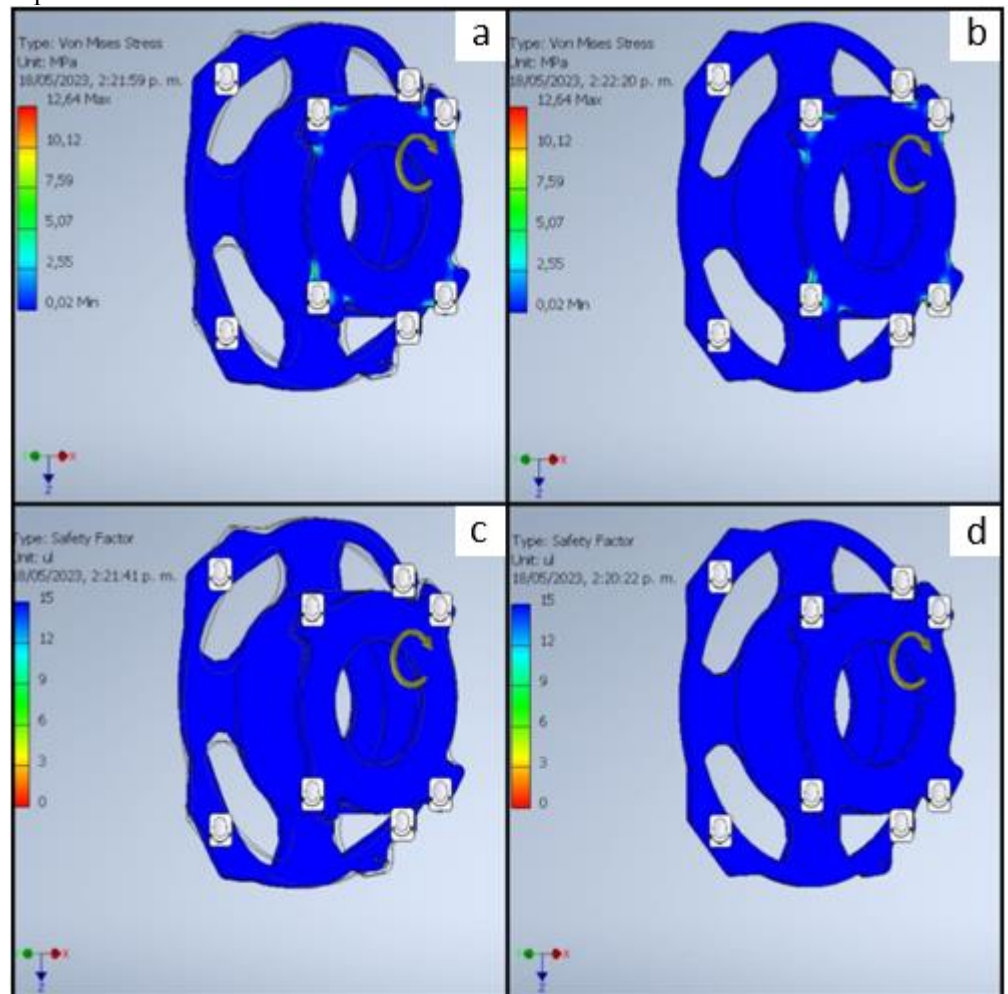 a
Type: Von Mises Stress
Unit: MPa
18/05/2023, 2:21:59 p. m.
12,64 Max
10,12
7,59
5,07
2,55
0,02 Min
X
Z
b
Type: Von Mises Stress
Unit: MPa
18/05/2023, 2:22:20 p. m.
12,64 Max
10,12
7,59
5,07
2,55
0,02 Min
X
Z
c
Type: Safety Factor
Unit: ul
18/05/2023, 2:21:41 p. m.
15
12
9
6
3
0
X
Z
d
Type: Safety Factor
Unit: ul
18/05/2023, 2:20:22 p. m.
15
12
9
6
3
0
X
Z